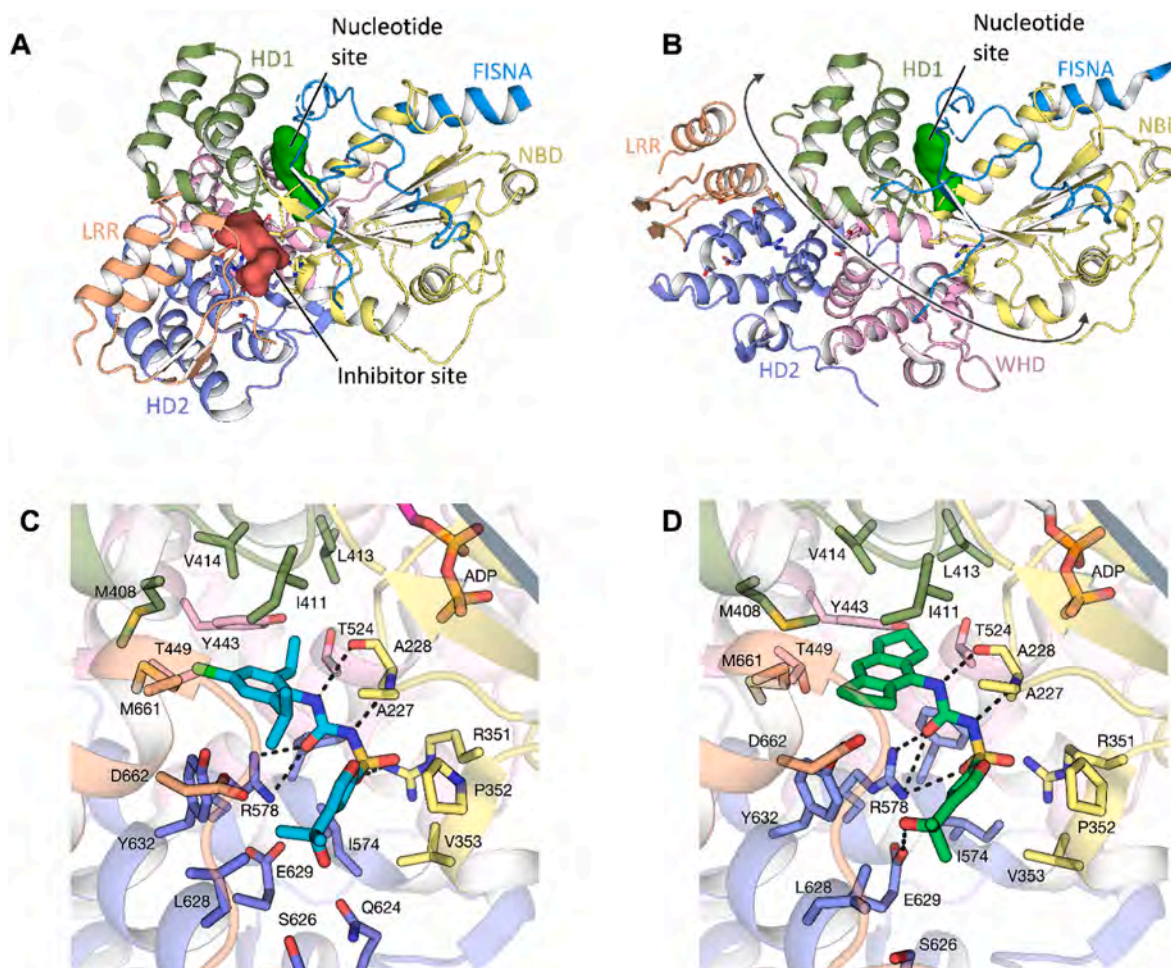 A
Nucleotide
site
HD1
FISNA
NBD
LRR
HD2
Inhibitor site
B
Nucleotide
site
HD1
FISNA
LRR
HD2
WHD
C
V414
L413
ADP
M408
I411
Y443
T524
T449
A228
M661
A227
R351
D662
R578
P352
Y632
I574
V353
E629
L628
Q624
S626
D
V414
L413
ADP
M408
Y443
I411
T524
T449
A228
M661
A227
R351
D662
R578
P352
Y632
I574
V353
L628
E629
S626